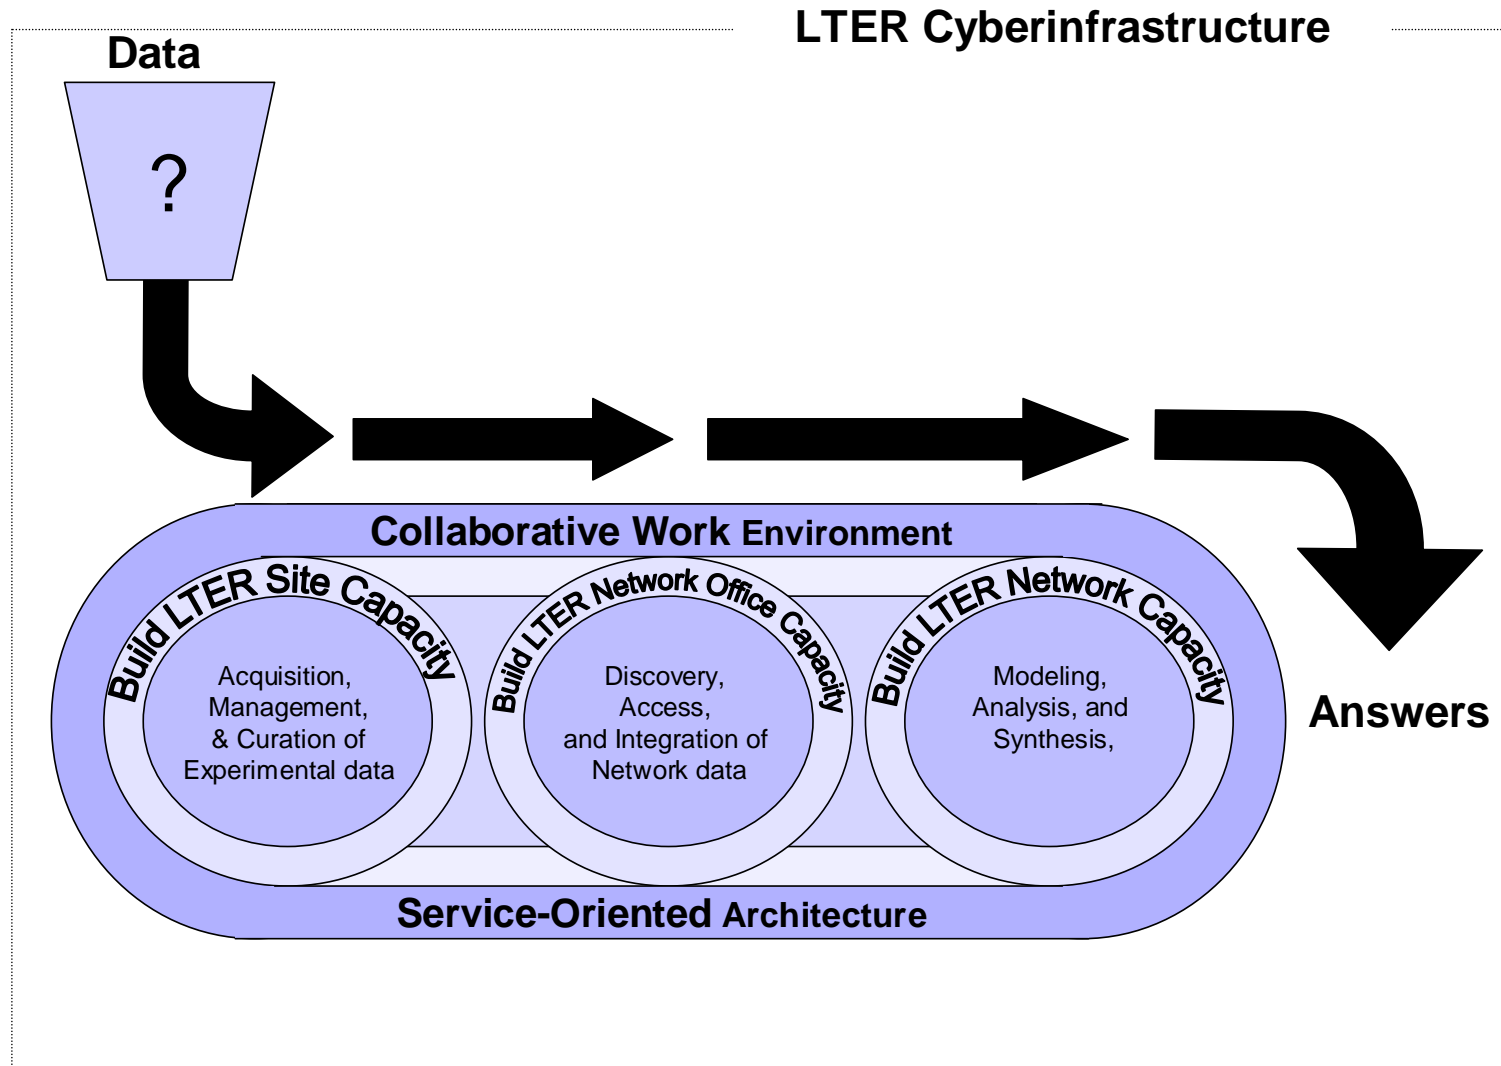 LTER Cyberinfrastructure
Data
?
Collaborative Work Environment
Build LTER Site Capacity
Acquisition,
Management,
& Curation of
Experimental data
Build LTER Network Office Capacity
Discovery,
Access,
and Integration of
Network data
Build LTER Network Capacity
Modeling,
Analysis, and
Synthesis,
Answers
Service-Oriented Architecture